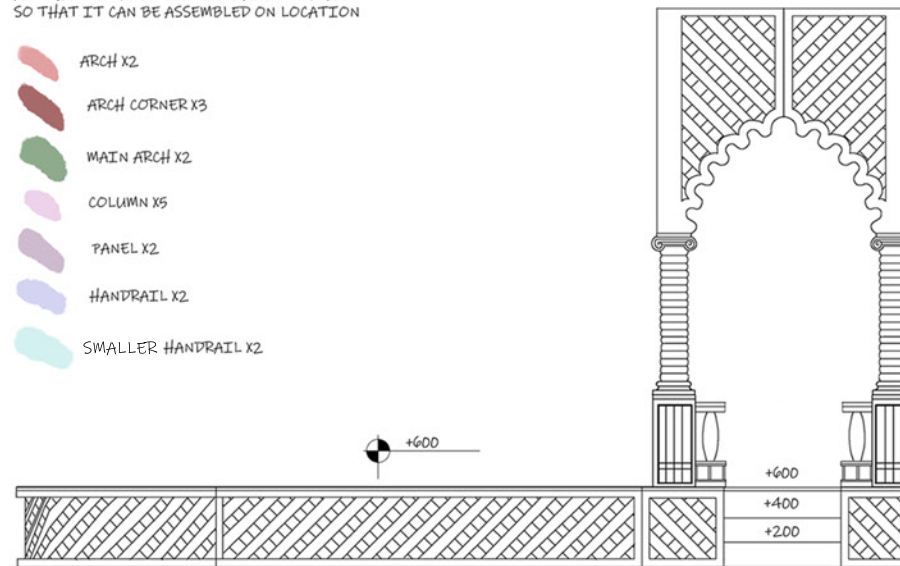 SO THAT IT CAN BE ASSEMBLED ON LOCATION
ARCH X2
ARCH CORNER X3
MAIN ARCH X2
COLUMN X5
PANEL X2
HANDRAIL X2
SMALLER HANDRAIL X2
+600
+600
+400
+200